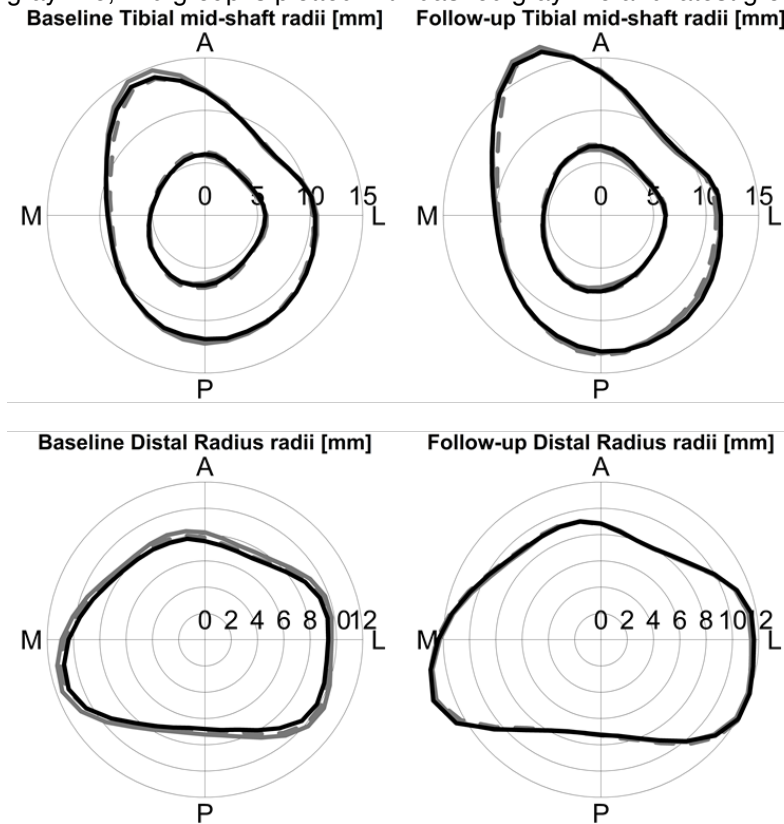 Baseline Tibial mid-shaft radii [mm] Follow-up Tibial mid-shaft radii [mm]
A A
0 5 10 15 0 5 10 15
M L M L
P P
Baseline Distal Radius radii [mm] Follow-up Distal Radius radii [mm]
A A
0 2 4 6 8 1012 0 2 4 6 8 10 12
M L M L
P P